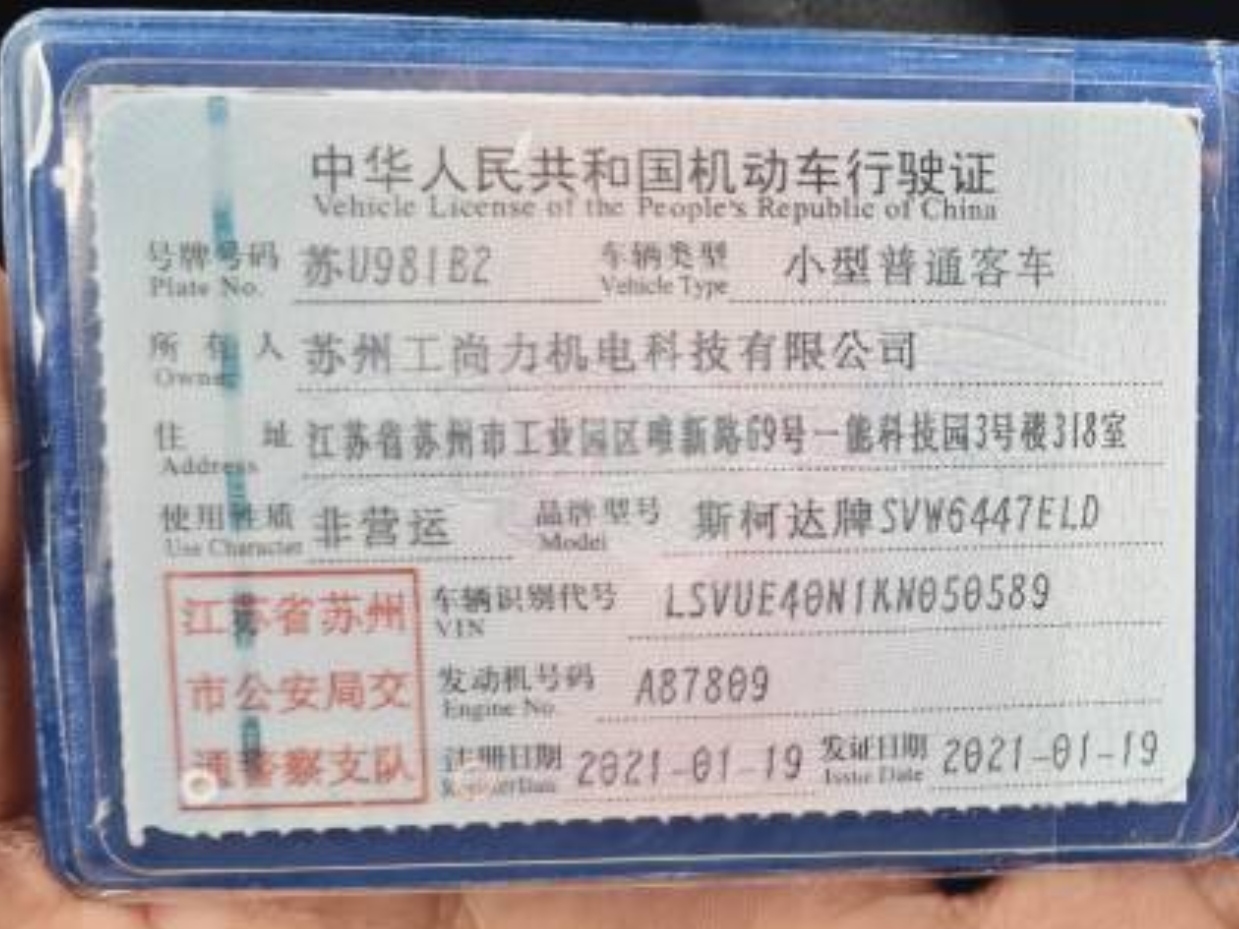 中华人民共和国机动车行驶证
Vehicle License of the People's Republic of China
号牌号码 苏U981B2 车辆类型 小型普通客车
Plate No. Vehicle Type
所有人 苏州工尚力机电科技有限公司
Owner
住址 江苏省苏州市工业园区唯新路69号一能科技园3号楼318室
Address
使用性质 非营运 品牌型号 斯柯达牌SVW6447ELD
Use Character Model
江苏省苏州
市公安局交
通警察支队
车辆识别代号 LSVUE40N1KN050589
VIN
发动机号码 A87809
Engine No.
注册日期 2021-01-19 发证日期 2021-01-19
Register Date Issue Date